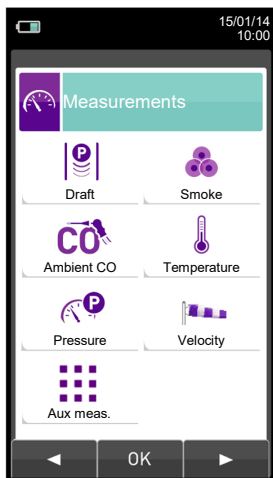 15/01/14
10:00
Measurements
P
Draft
Smoke
CO
Ambient CO
Temperature
P
Pressure
Velocity
Aux meas.
OK